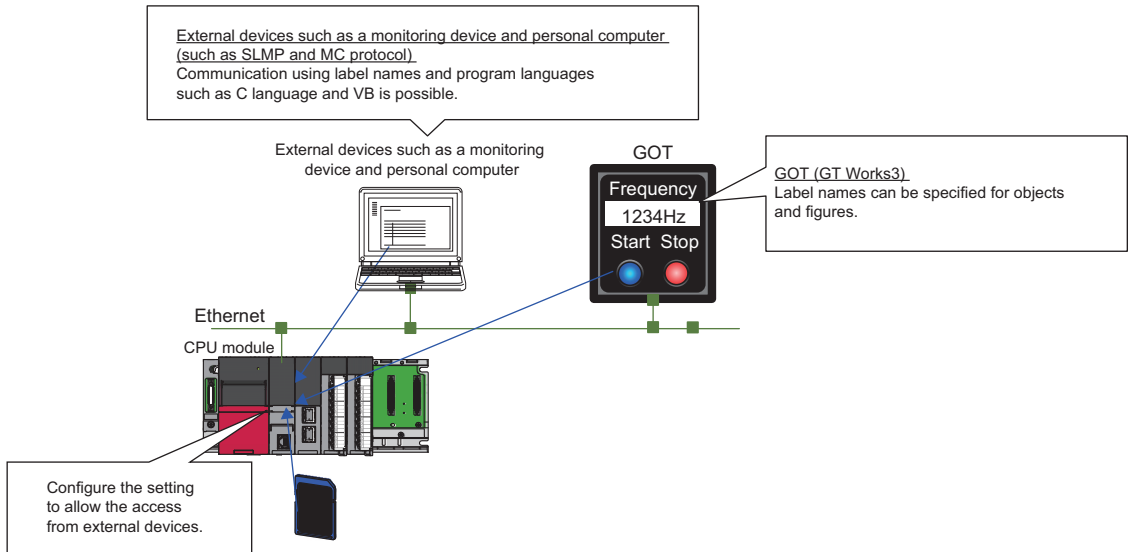 External devices such as a monitoring device and personal computer
(such as SLMP and MC protocol)
Communication using label names and program languages
such as C language and VB is possible.
External devices such as a monitoring
device and personal computer
GOT
Frequency
1234Hz
Start Stop
GOT (GT Works3)
Label names can be specified for objects
and figures.
Ethernet
CPU module
Configure the setting
to allow the access
from external devices.